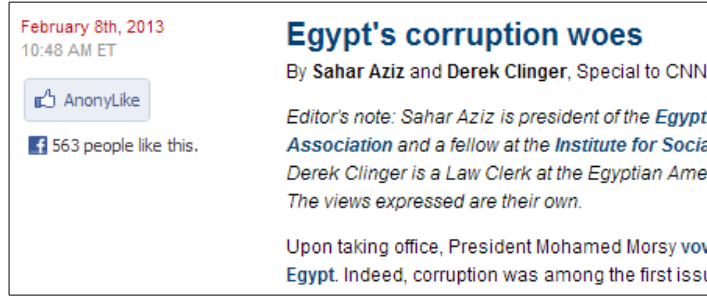 February 8th, 2013
10:48 AM ET
AnonyLike
563 people like this.
Egypt's corruption woes
By Sahar Aziz and Derek Clinger, Special to CNN
Editor's note: Sahar Aziz is president of the Egypt
Association and a fellow at the Institute for Socia
Derek Clinger is a Law Clerk at the Egyptian Ame
The views expressed are their own.
Upon taking office, President Mohamed Morsy vov
Egypt. Indeed, corruption was among the first issu